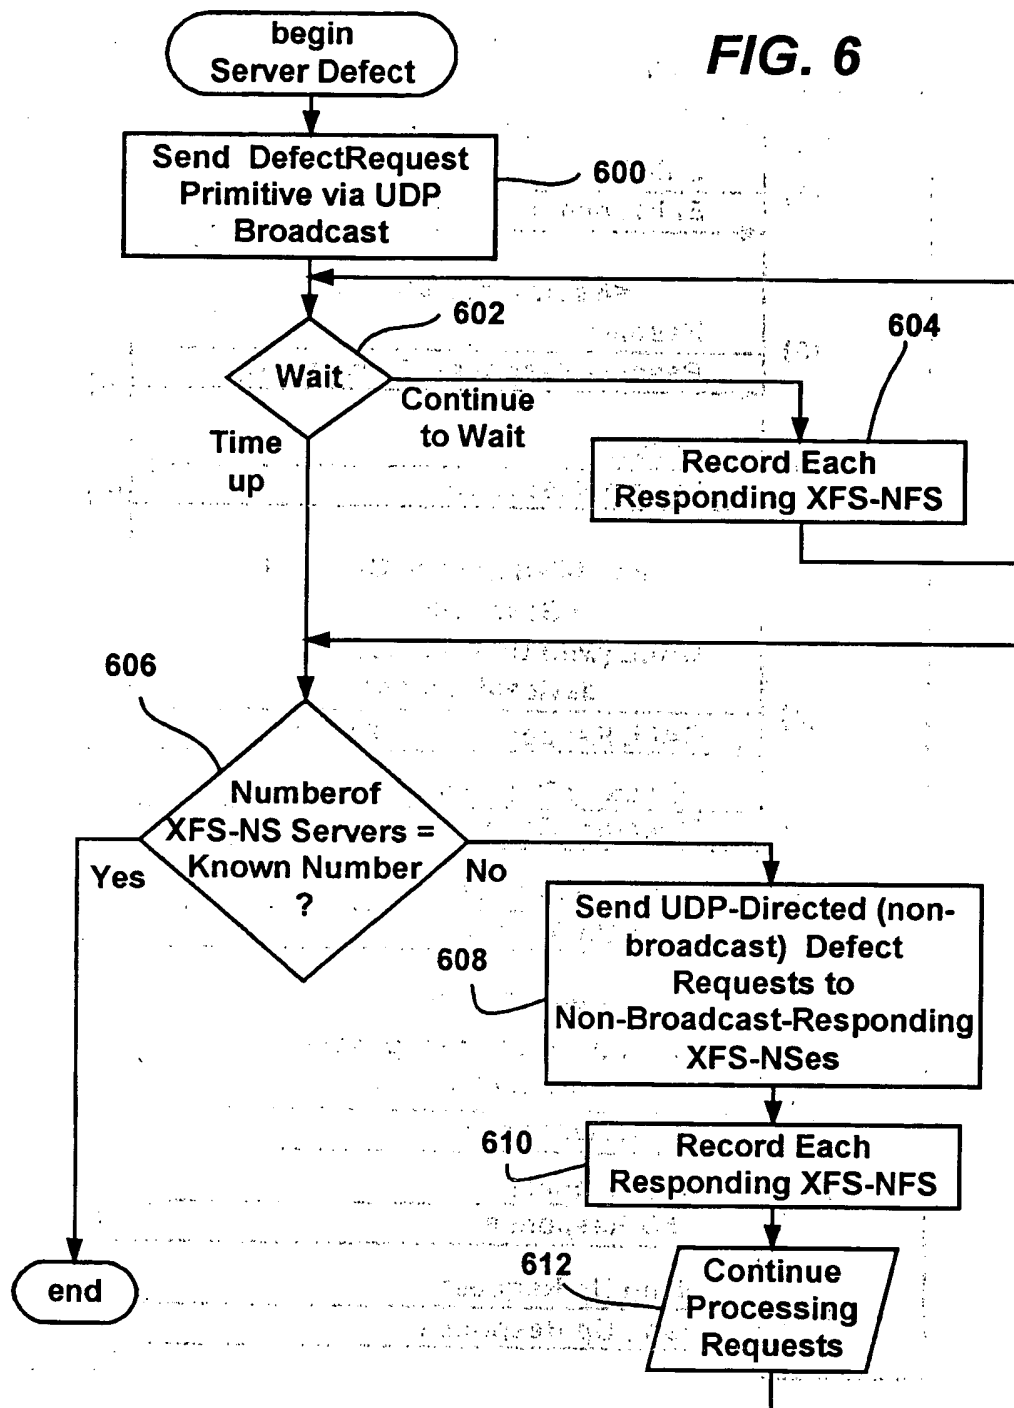 FIG. 6
begin
Server Defect
Send DefectRequest
Primitive via UDP
Broadcast
600
602
604
Wait
Continue
to Wait
Time
up
Record Each
Responding XFS-NFS
606
Numberof
XFS-NS Servers =
Known Number
?
Yes
No
608
Send UDP-Directed (non-
broadcast) Defect
Requests to
Non-Broadcast-Responding
XFS-NSes
610
Record Each
Responding XFS-NFS
612
Continue
Processing
Requests
end